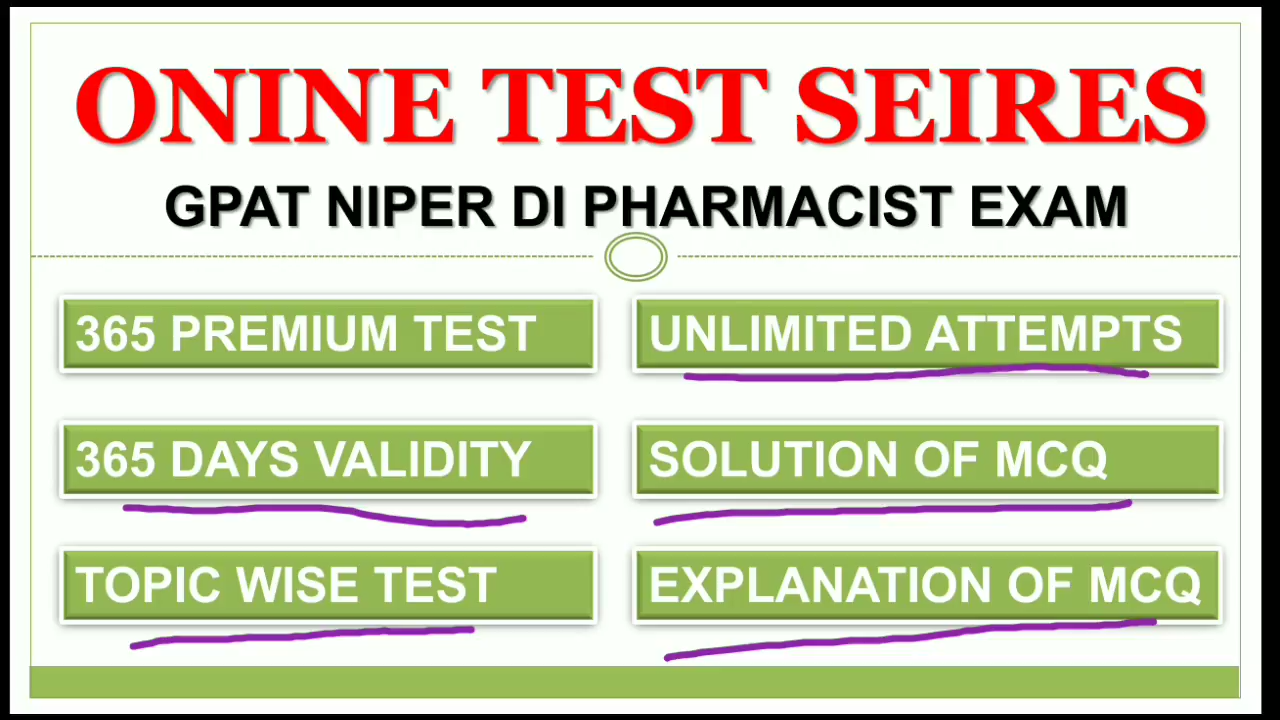 ONINE TEST SEIRES
GPAT NIPER DI PHARMACIST EXAM
365 PREMIUM TEST
UNLIMITED ATTEMPTS
365 DAYS VALIDITY
SOLUTION OF MCQ
TOPIC WISE TEST
EXPLANATION OF MCQ